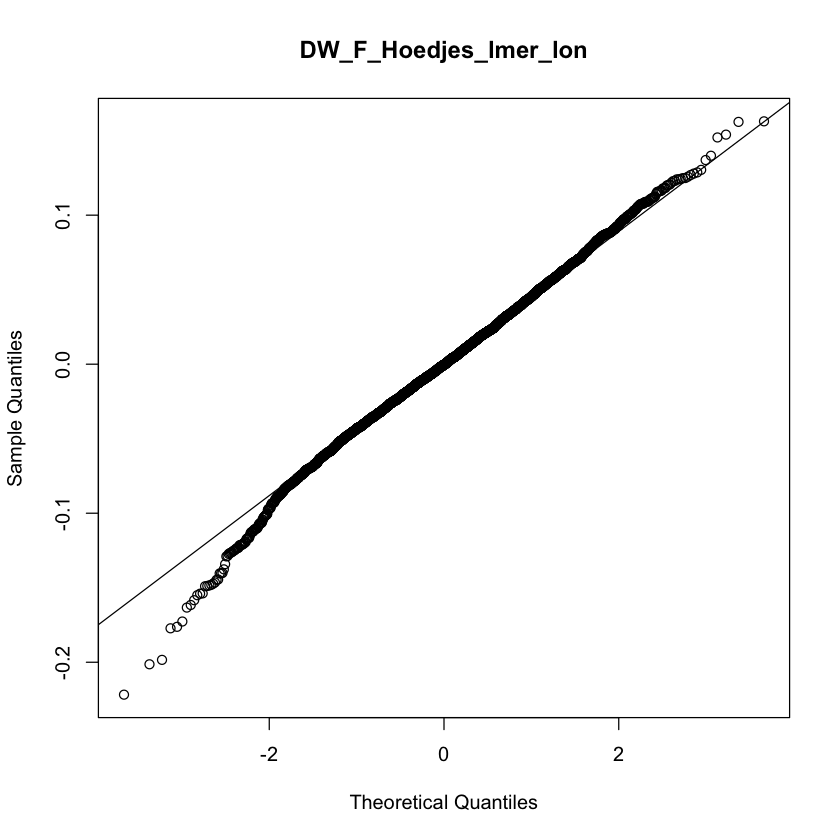 DW_F_Hoedjes_lmer_lon
0.1
0.0
-0.1
-0.2
Sample Quantiles
-2 0 2
Theoretical Quantiles